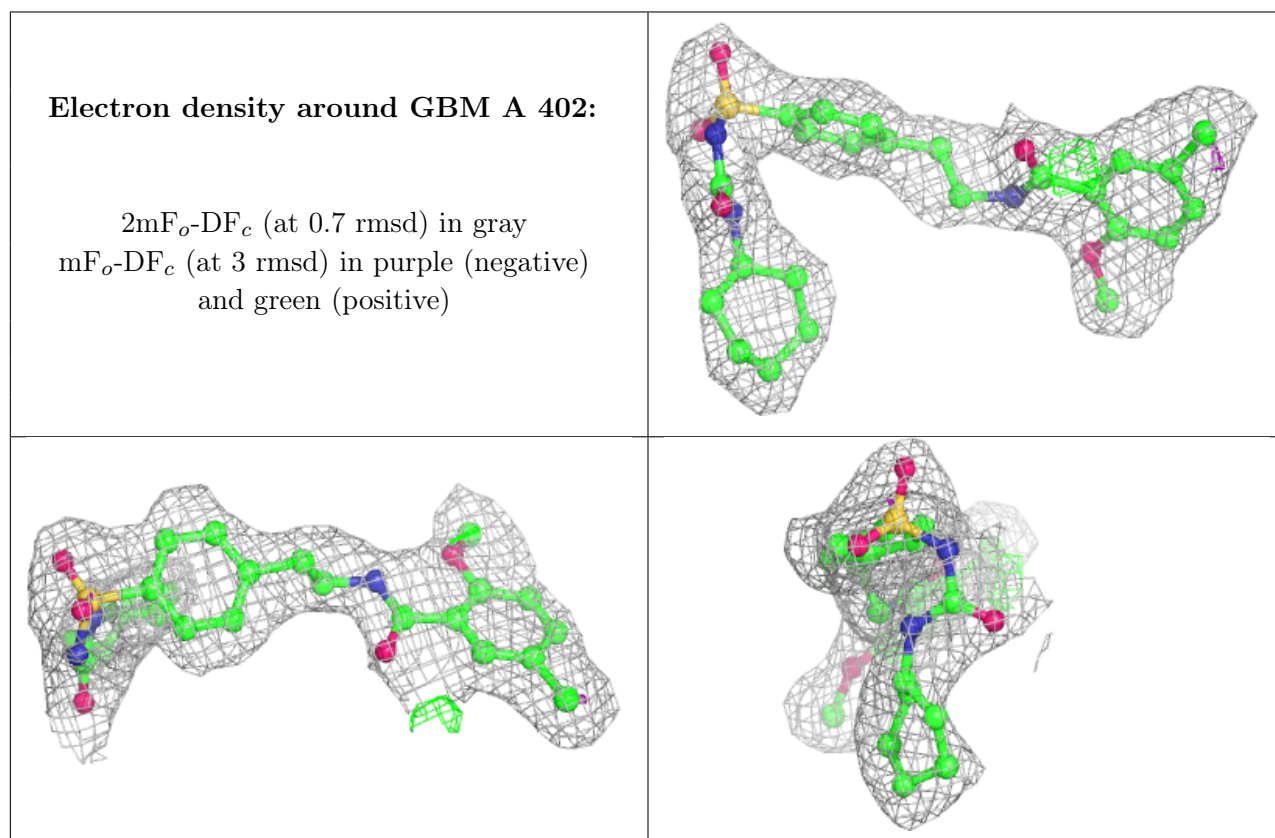 Electron density around GBM A 402:
2mFo-DFc (at 0.7 rmsd) in gray
mFo-DFc (at 3 rmsd) in purple (negative)
and green (positive)